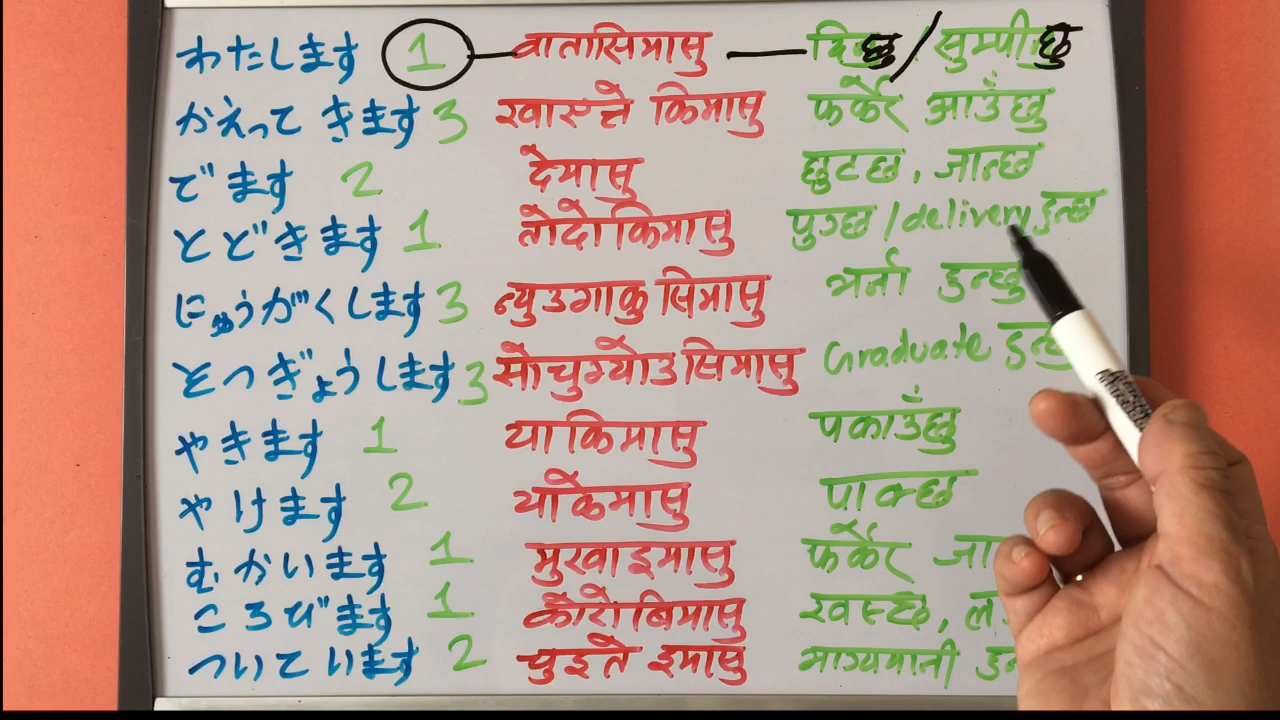 わたします 1 वातासिमासु दिन्छ / सुम्पीन्छ
かえって きます 3 खाएत्ते किमासु फर्केर आउँछु
でます 2 देमासु छुटछ, जान्छ
とどきます 1 तोदोकिमासु पुग्छ / delivery हुन्छ
にゅうがくします 3 न्युउगाकु सिमासु भर्ना हुन्छु
そつぎょうします 3 सोचुग्योउ सिमासु Graduate हुन्छु
やきます 1 याकिमासु पकाउँछु
やけます 2 याकेमासु पाक्छ
むかいます 1 मुखाइमासु फर्केर
ころびます 1 कोरोबिमासु खस्छ,
ついています 2 चुइते इमासु भाग्यमानी